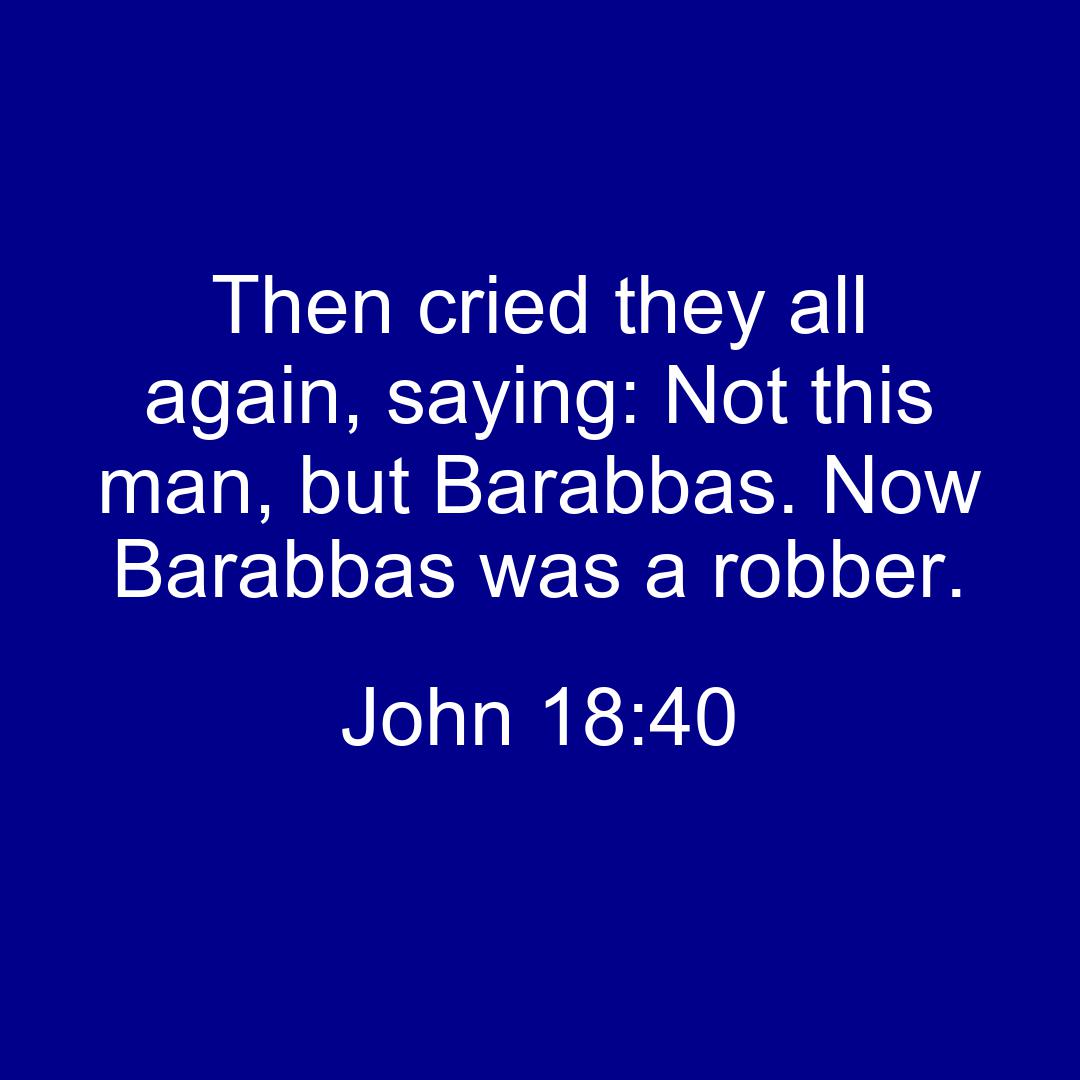 Then cried they all
again, saying: Not this
man, but Barabbas. Now
Barabbas was a robber.
John 18:40